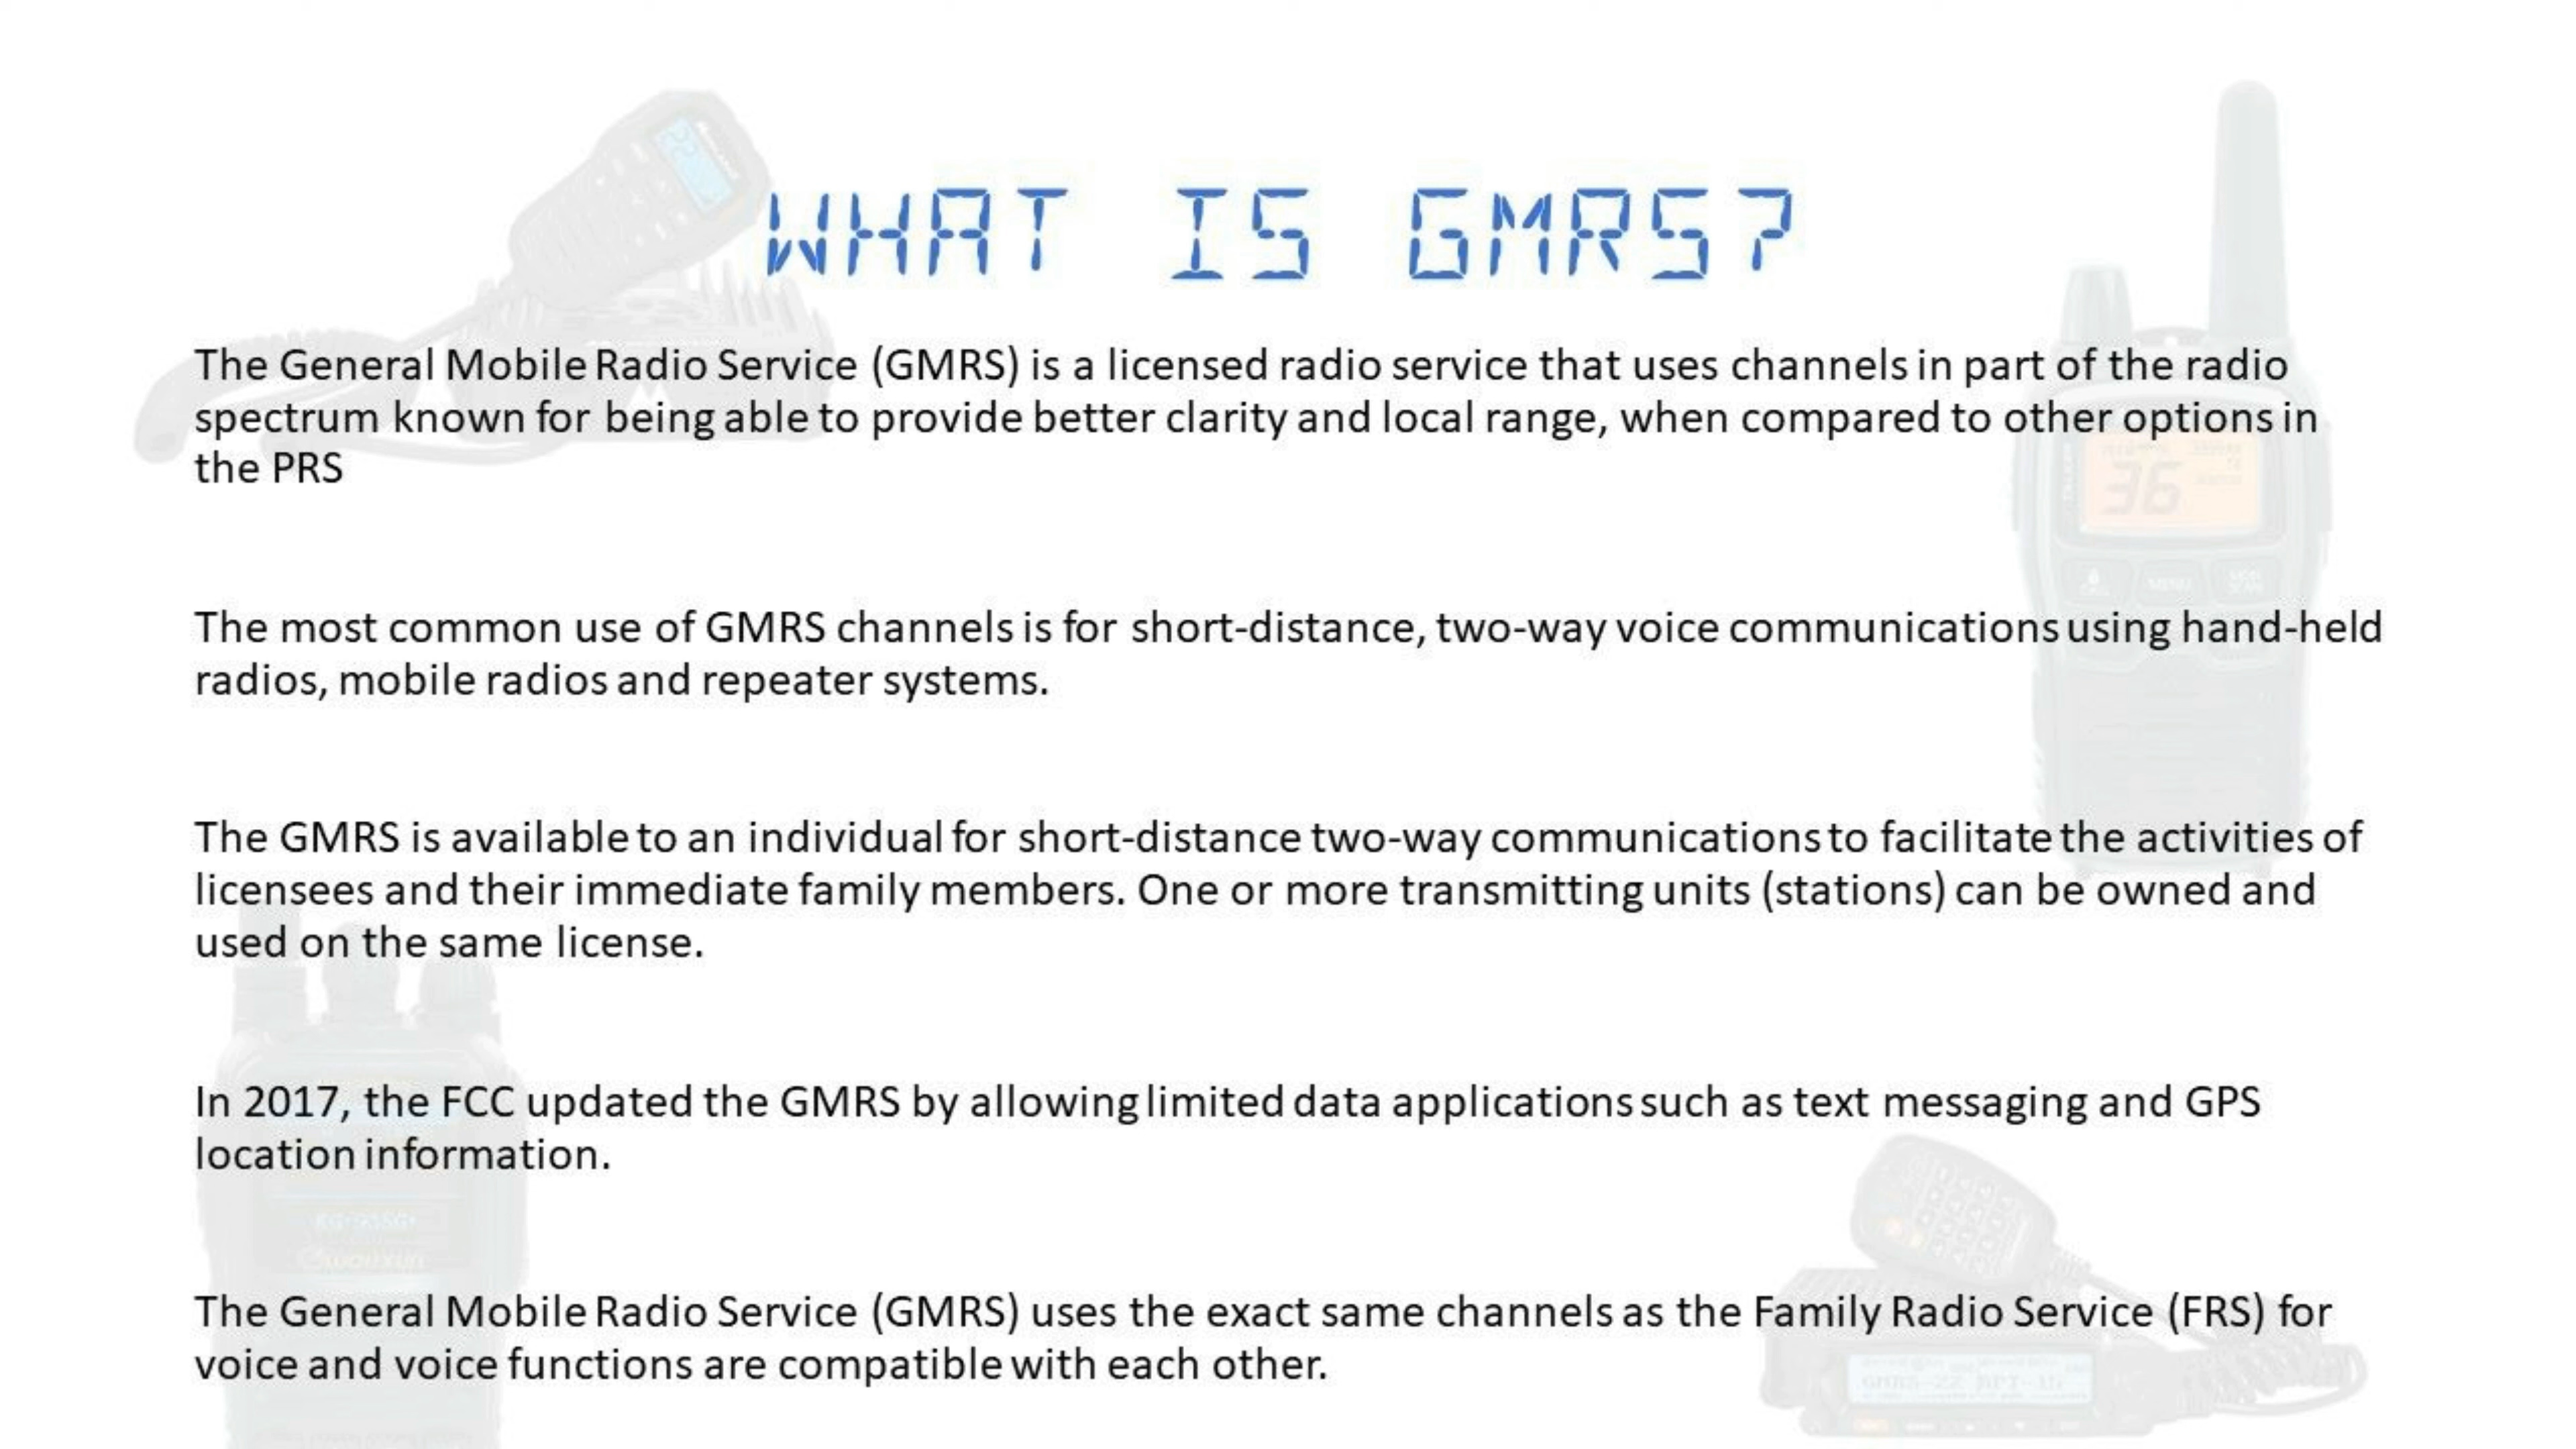 WHAT IS GMRS?
The General Mobile Radio Service (GMRS) is a licensed radio service that uses channels in part of the radio
spectrum known for being able to provide better clarity and local range, when compared to other options in
the PRS
36
MENU
The most common use of GMRS channels is for short-distance, two-way voice communications using hand-held
radios, mobile radios and repeater systems.
The GMRS is available to an individual for short-distance two-way communications to facilitate the activities of
licensees and their immediate family members. One or more transmitting units (stations) can be owned and
used on the same license.
In 2017, the FCC updated the GMRS by allowing limited data applications such as text messaging and GPS
location information.
The General Mobile Radio Service (GMRS) uses the exact same channels as the Family Radio Service (FRS) for
voice and voice functions are compatible with each other.